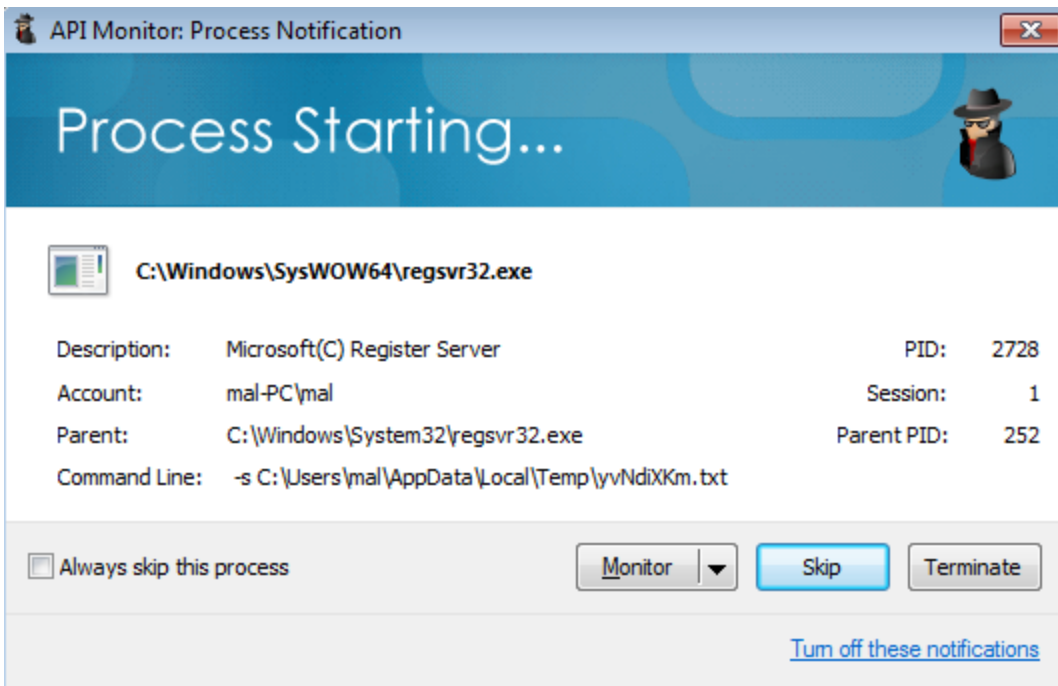 API Monitor: Process Notification
Process Starting...
C:\Windows\SysWOW64\regsvr32.exe
Description: Microsoft(C) Register Server PID: 2728
Account: mal-PC\mal Session: 1
Parent: C:\Windows\System32\regsvr32.exe Parent PID: 252
Command Line: -s C:\Users\mal\AppData\Local\Temp\yvNdiXKm.txt
Always skip this process Monitor Skip Terminate
Turn off these notifications